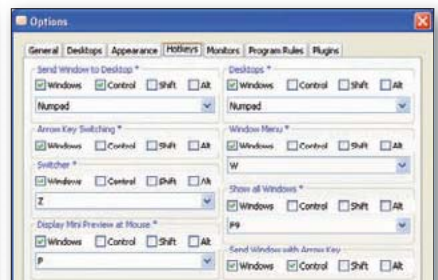 Options
General Desktops Appearance Hotkeys Monitors Program Rules Plugins
Send Window to Desktop *
Windows Control Shift Alt
Numpad
Arrow Key Switching *
Windows Control Shift Alt
Switcher *
Windows Control Shift Alt
Z
Display Mini Preview at Mouse *
Windows Control Shift Alt
P
Desktops *
Windows Control Shift Alt
Numpad
Window Menu *
Windows Control Shift Alt
W
Show all Windows *
Windows Control Shift Alt
F9
Send Window with Arrow Key
Windows Control Shift Alt